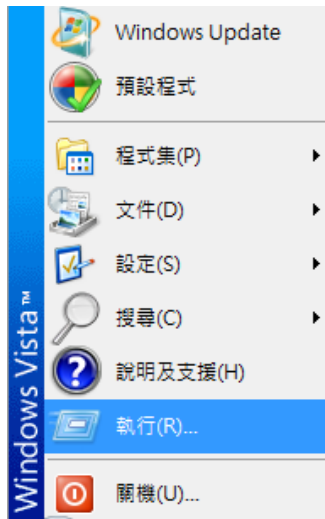 Windows Update
預設程式
程式集(P)
文件(D)
設定(S)
搜尋(C)
說明及支援(H)
執行(R)...
關機(U)...
Windows Vista™